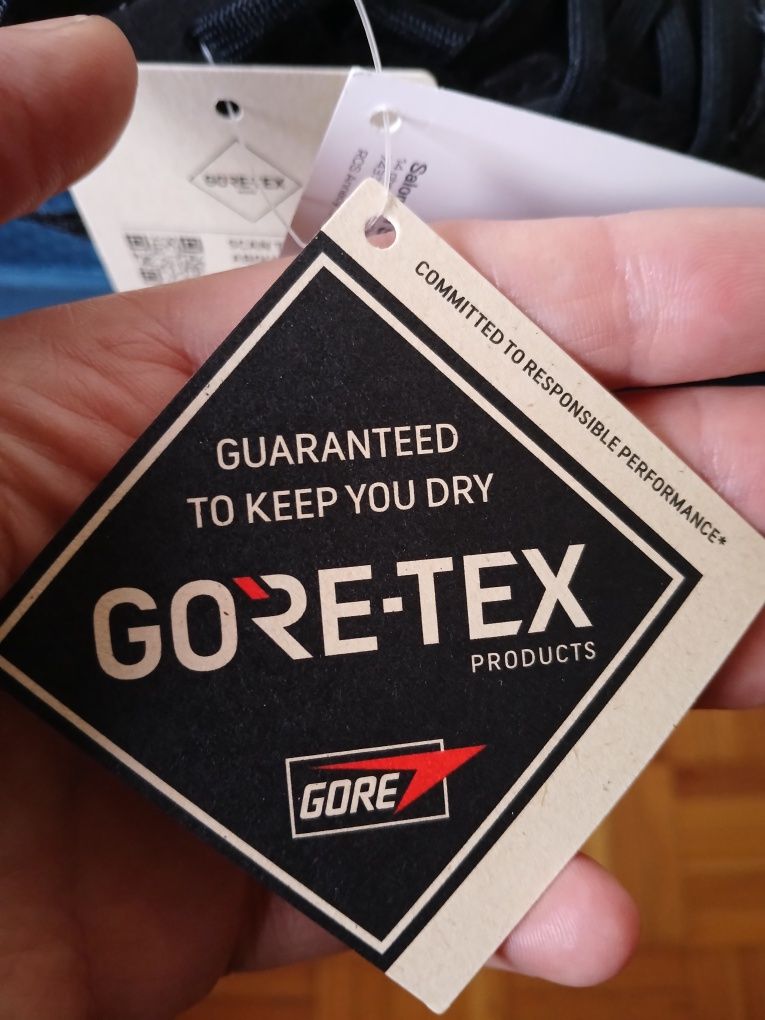 GORE-TEX
COMMITTED TO RESPONSIBLE PERFORMANCE*
GUARANTEED
TO KEEP YOU DRY
GORE-TEX
PRODUCTS
GORE